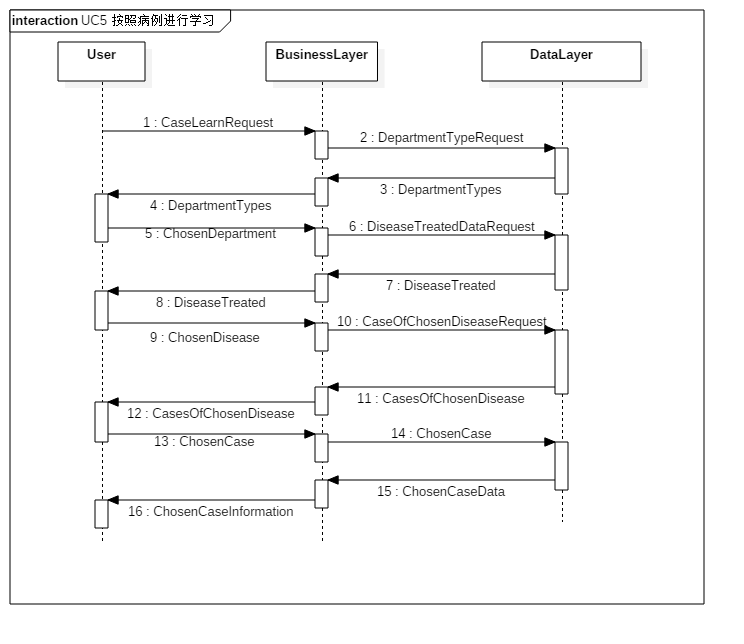 interaction UC5 按照病例进行学习
User
BusinessLayer
DataLayer
1 : CaseLearnRequest
2 : DepartmentTypeRequest
3 : DepartmentTypes
4 : DepartmentTypes
5 : ChosenDepartment
6 : DiseaseTreatedDataRequest
7 : DiseaseTreated
8 : DiseaseTreated
9 : ChosenDisease
10 : CaseOfChosenDiseaseRequest
11 : CasesOfChosenDisease
12 : CasesOfChosenDisease
13 : ChosenCase
14 : ChosenCase
15 : ChosenCaseData
16 : ChosenCaseInformation